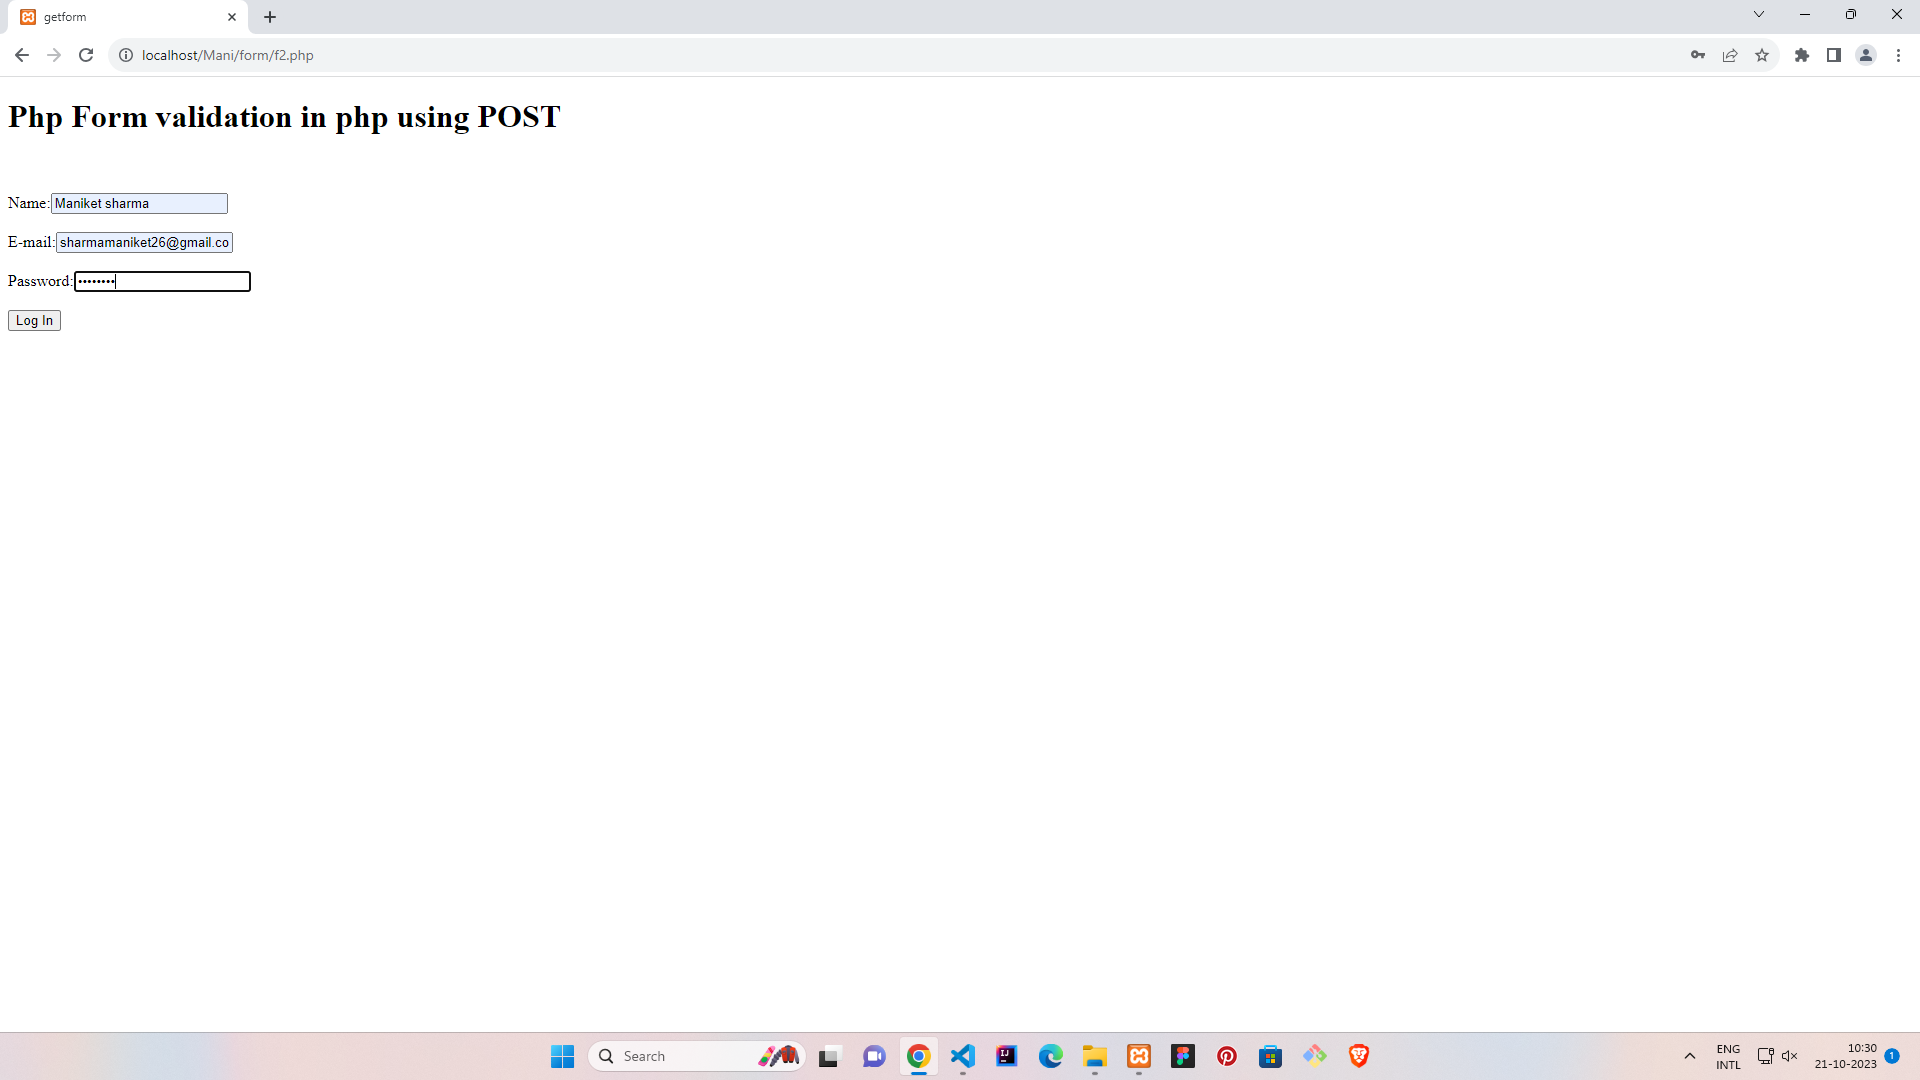 getform
localhost/Mani/form/f2.php
Php Form validation in php using POST
Name:Maniket sharma
E-mail:sharmamaniket26@gmail.co
Password:••••••••
Log In
Search
ENG
INTL
10:30
21-10-2023
1